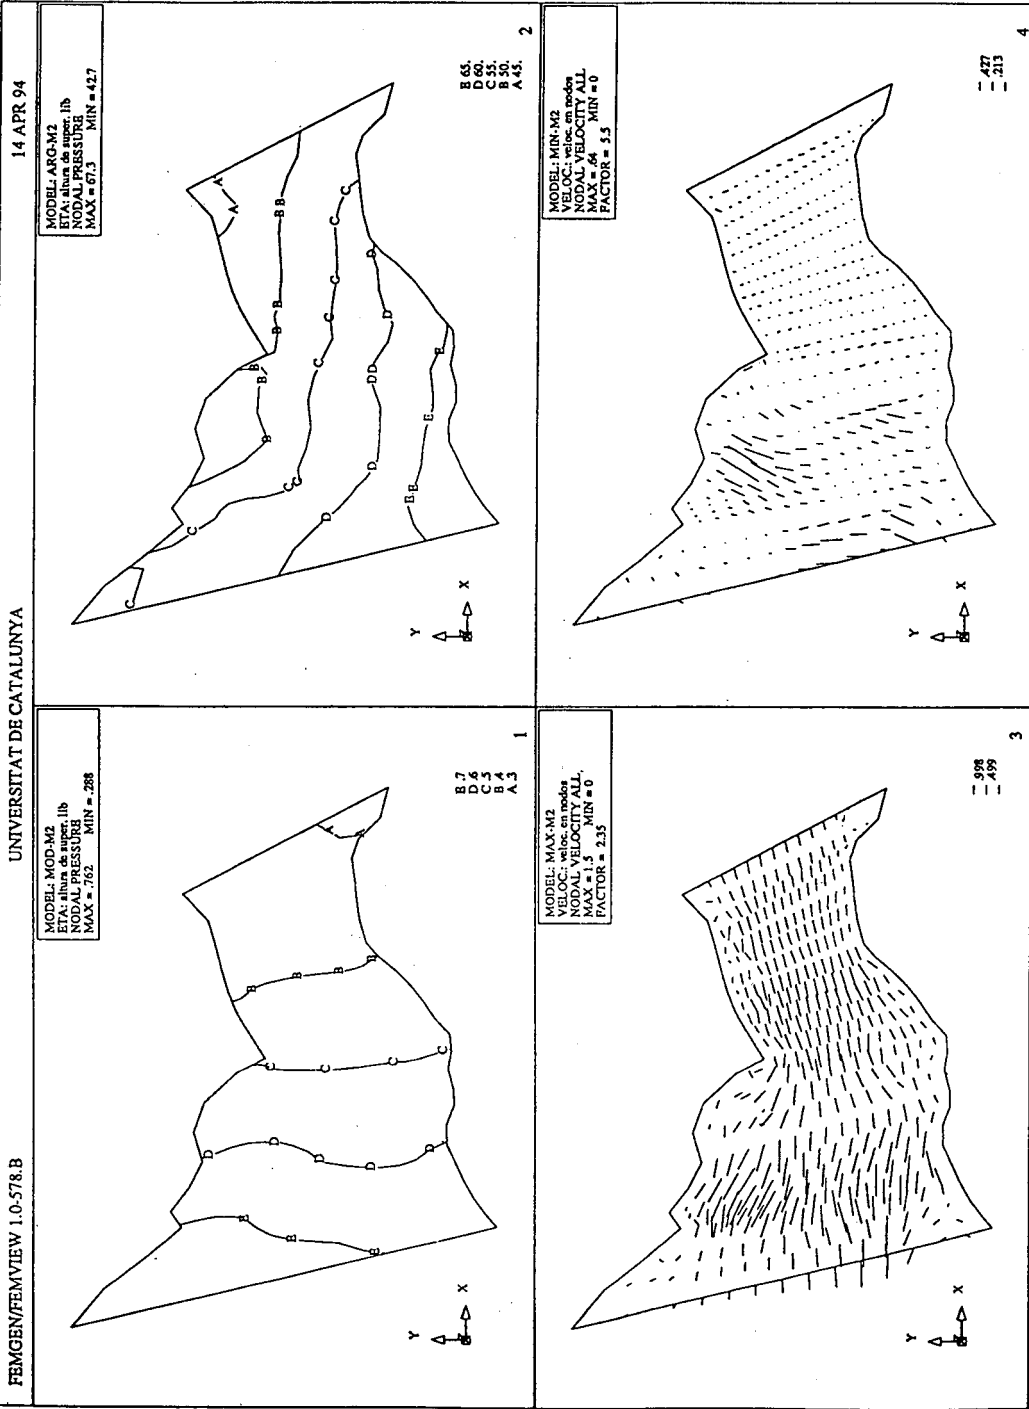 FEMGEN/FEMVIEW 1.0-578.B UNIVERSITAT DE CATALUNYA 14 APR 94
MODEL: MOD-M2
ETA: altura de super. lib
NODAL PRESSURE
MAX = .762 MIN = .288
E .7
D .6
C .5
B .4
A .3
1
E
E
E
D
D
D
D
D
C
C
C
C
B
B
B
B
A
A
Y
X
MODEL: ARG-M2
ETA: altura de super. lib
NODAL PRESSURE
MAX = 67.3 MIN = 42.7
E 65.
D 60.
C 55.
B 50.
A 45.
2
A
A
B
B
B
B B
B B
C
C
C
C
C
C
C
C
C
D
D
D D
D
D
E E
E
E
Y
X
MODEL: MAX-M2
VELOC.: veloc. en nodos
NODAL VELOCITY ALL,
MAX = 1.5 MIN = 0
FACTOR = 2.35
.998
.499
3
Y
X
MODEL: MIN-M2
VELOC.: veloc. en nodos
NODAL VELOCITY ALL
MAX = .64 MIN = 0
FACTOR = 5.5
.427
.213
4
Y
X